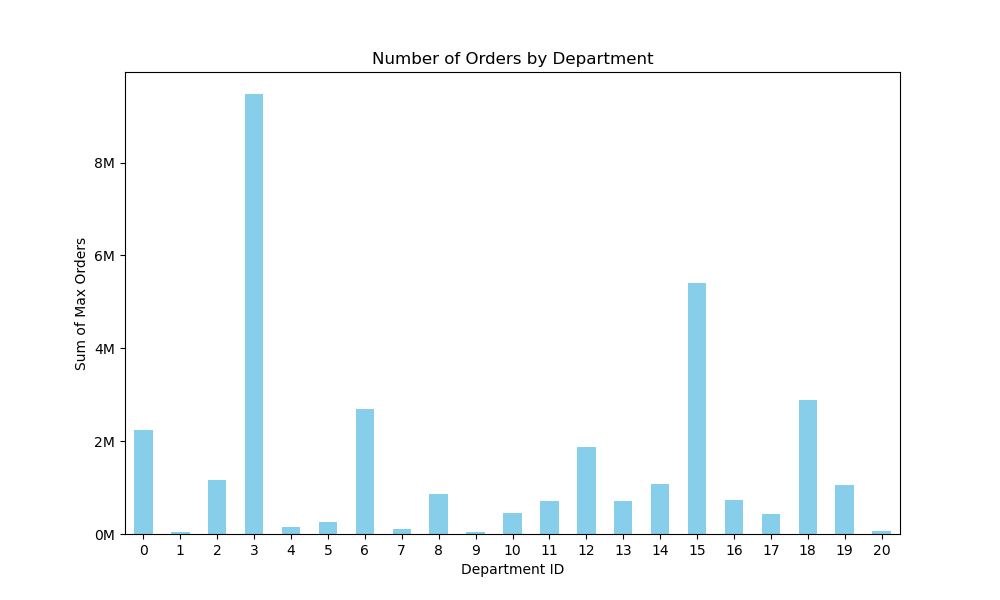 Number of Orders by Department
Sum of Max Orders
8M
6M
4M
2M
0M
0 1 2 3 4 5 6 7 8 9 10 11 12 13 14 15 16 17 18 19 20
Department ID